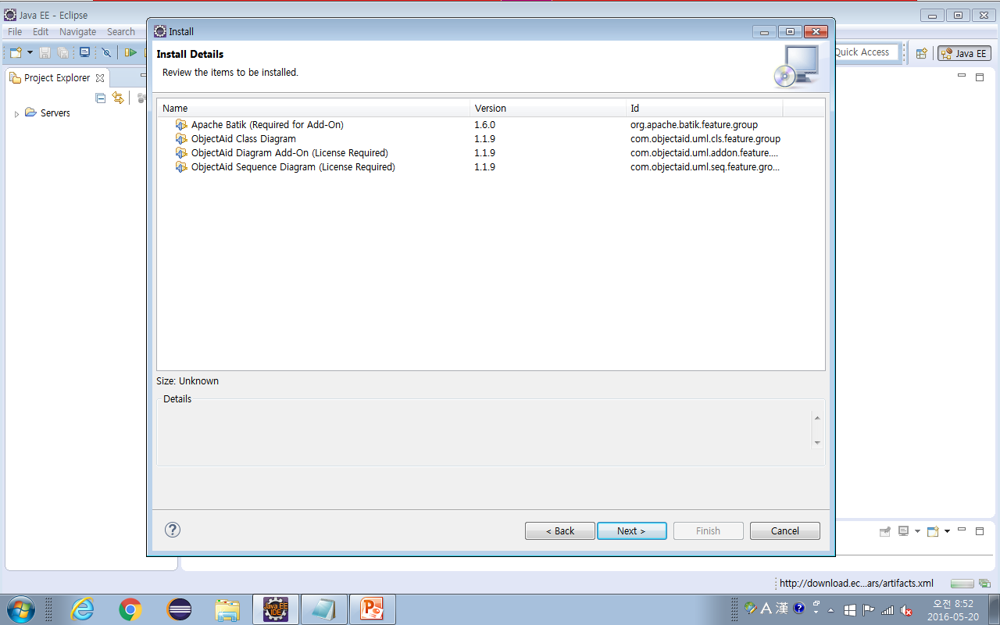 Java EE - Eclipse
File Edit Navigate Search
Quick Access
Java EE
Project Explorer
Servers
Install
Install Details
Review the items to be installed.
Name Version Id
Apache Batik (Required for Add-On) 1.6.0 org.apache.batik.feature.group
ObjectAid Class Diagram 1.1.9 com.objectaid.uml.cls.feature.group
ObjectAid Diagram Add-On (License Required) 1.1.9 com.objectaid.uml.addon.feature....
ObjectAid Sequence Diagram (License Required) 1.1.9 com.objectaid.uml.seq.feature.gro...
Size: Unknown
Details
?
< Back Next > Finish Cancel
http://download.ec...ars/artifacts.xml
Java EE
IDE
A 漢 ?
오전 8:52
2016-05-20